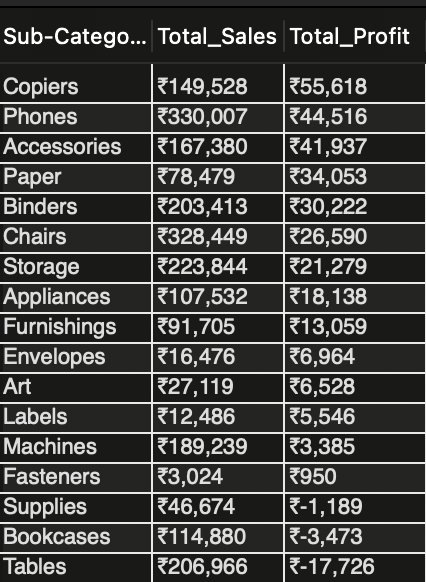 Sub-Catego... Total_Sales Total_Profit
Copiers ₹149,528 ₹55,618
Phones ₹330,007 ₹44,516
Accessories ₹167,380 ₹41,937
Paper ₹78,479 ₹34,053
Binders ₹203,413 ₹30,222
Chairs ₹328,449 ₹26,590
Storage ₹223,844 ₹21,279
Appliances ₹107,532 ₹18,138
Furnishings ₹91,705 ₹13,059
Envelopes ₹16,476 ₹6,964
Art ₹27,119 ₹6,528
Labels ₹12,486 ₹5,546
Machines ₹189,239 ₹3,385
Fasteners ₹3,024 ₹950
Supplies ₹46,674 ₹-1,189
Bookcases ₹114,880 ₹-3,473
Tables ₹206,966 ₹-17,726